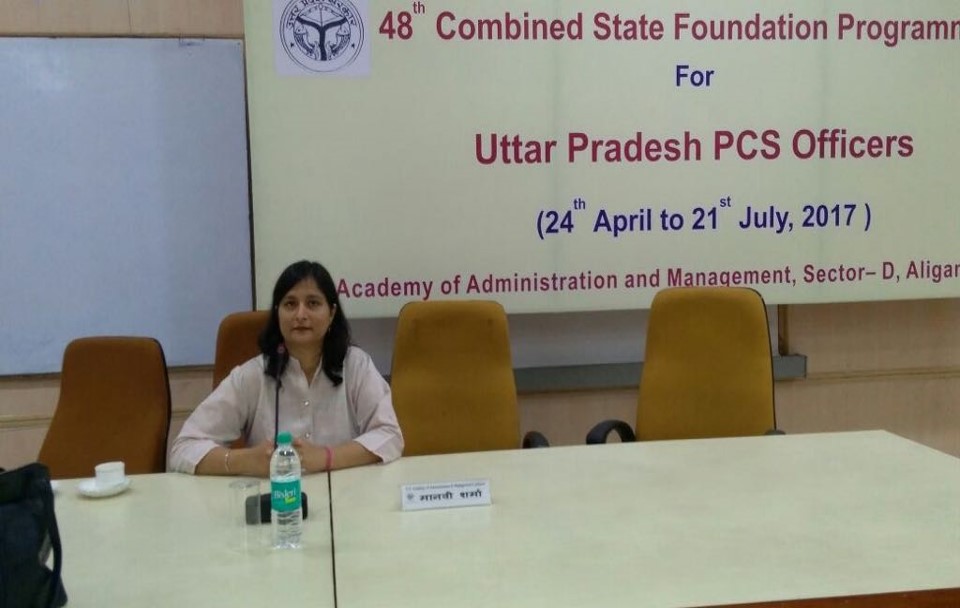 48th Combined State Foundation Programm
For
Uttar Pradesh PCS Officers
(24th April to 21st July, 2017 )
Academy of Administration and Management, Sector– D, Aligan
मानवी शर्मा
Bisleri